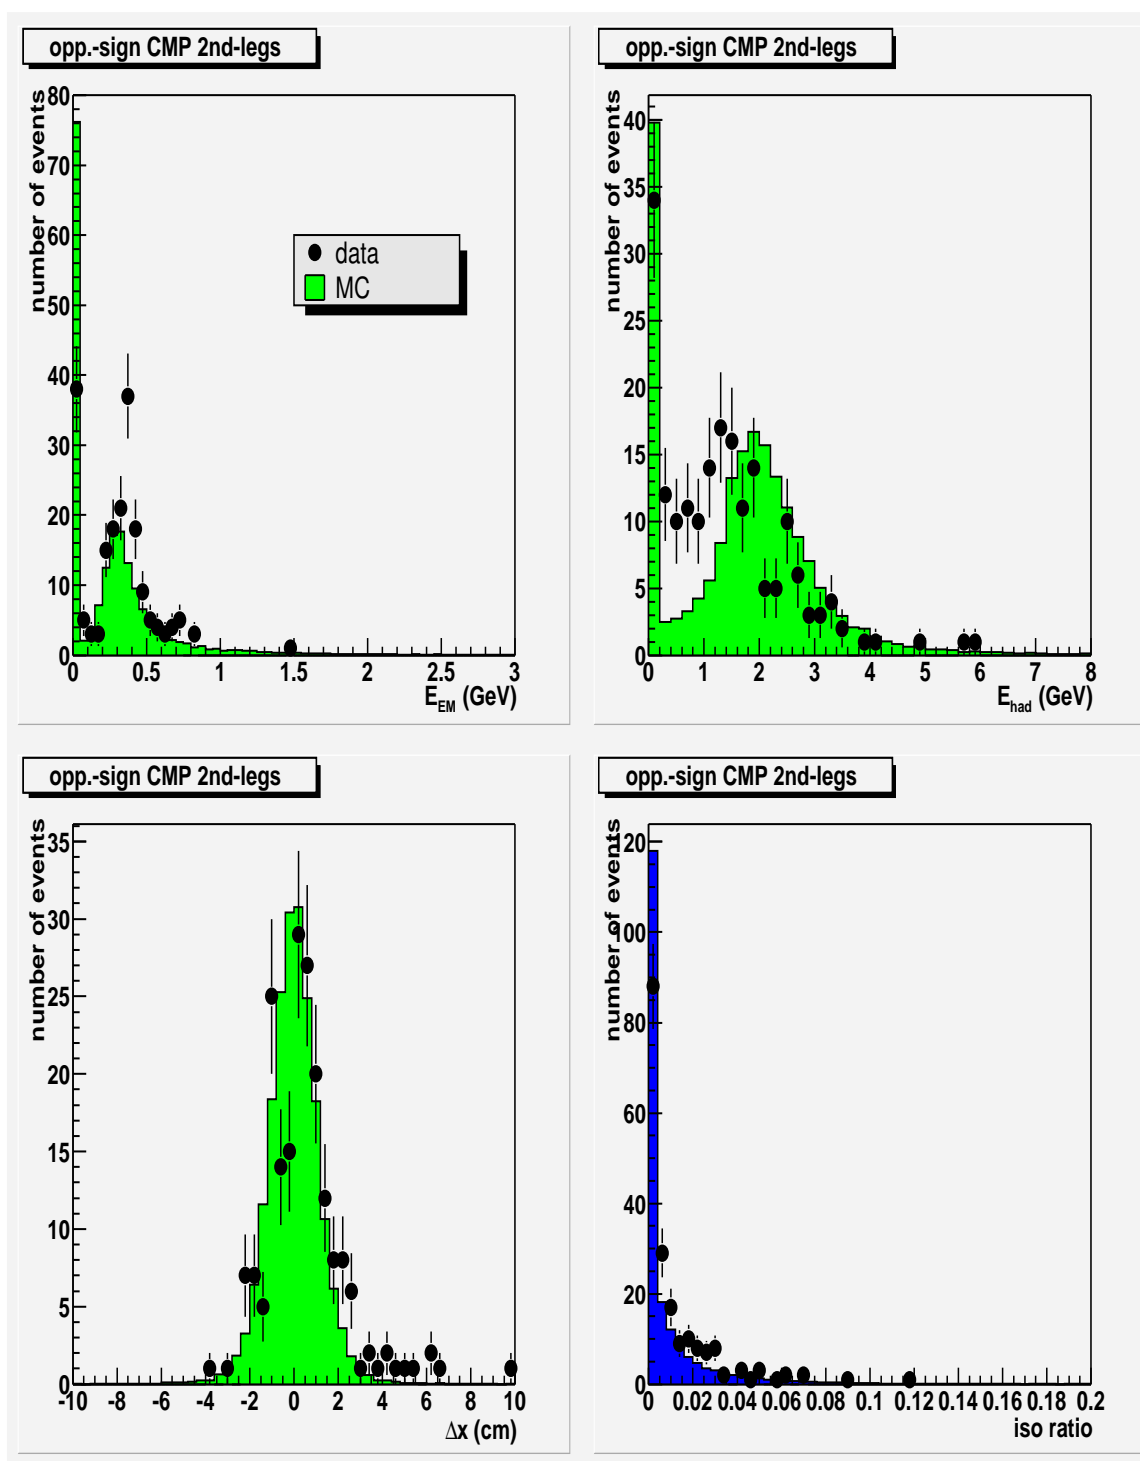 opp.-sign CMP 2nd-legs
number of events
80
70
60
50
40
30
20
10
0
data
MC
0 0.5 1 1.5 2 2.5 3
E_EM (GeV)
opp.-sign CMP 2nd-legs
number of events
40
35
30
25
20
15
10
5
0
0 1 2 3 4 5 6 7 8
E_had (GeV)
opp.-sign CMP 2nd-legs
number of events
35
30
25
20
15
10
5
0
-10 -8 -6 -4 -2 0 2 4 6 8 10
Δx (cm)
opp.-sign CMP 2nd-legs
number of events
120
100
80
60
40
20
0
0 0.02 0.04 0.06 0.08 0.1 0.12 0.14 0.16 0.18 0.2
iso ratio